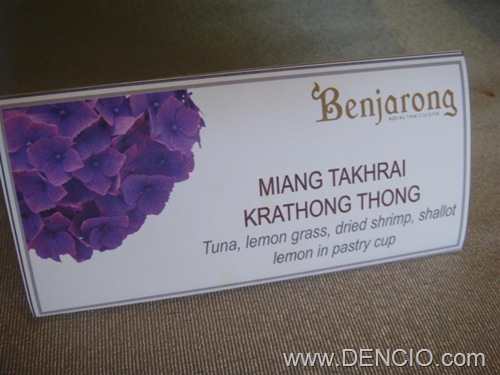 Benjarong
ROYAL THAI CUISINE
MIANG TAKHRAI
KRATHONG THONG
Tuna, lemon grass, dried shrimp, shallot
lemon in pastry cup
www.DENCIO.com